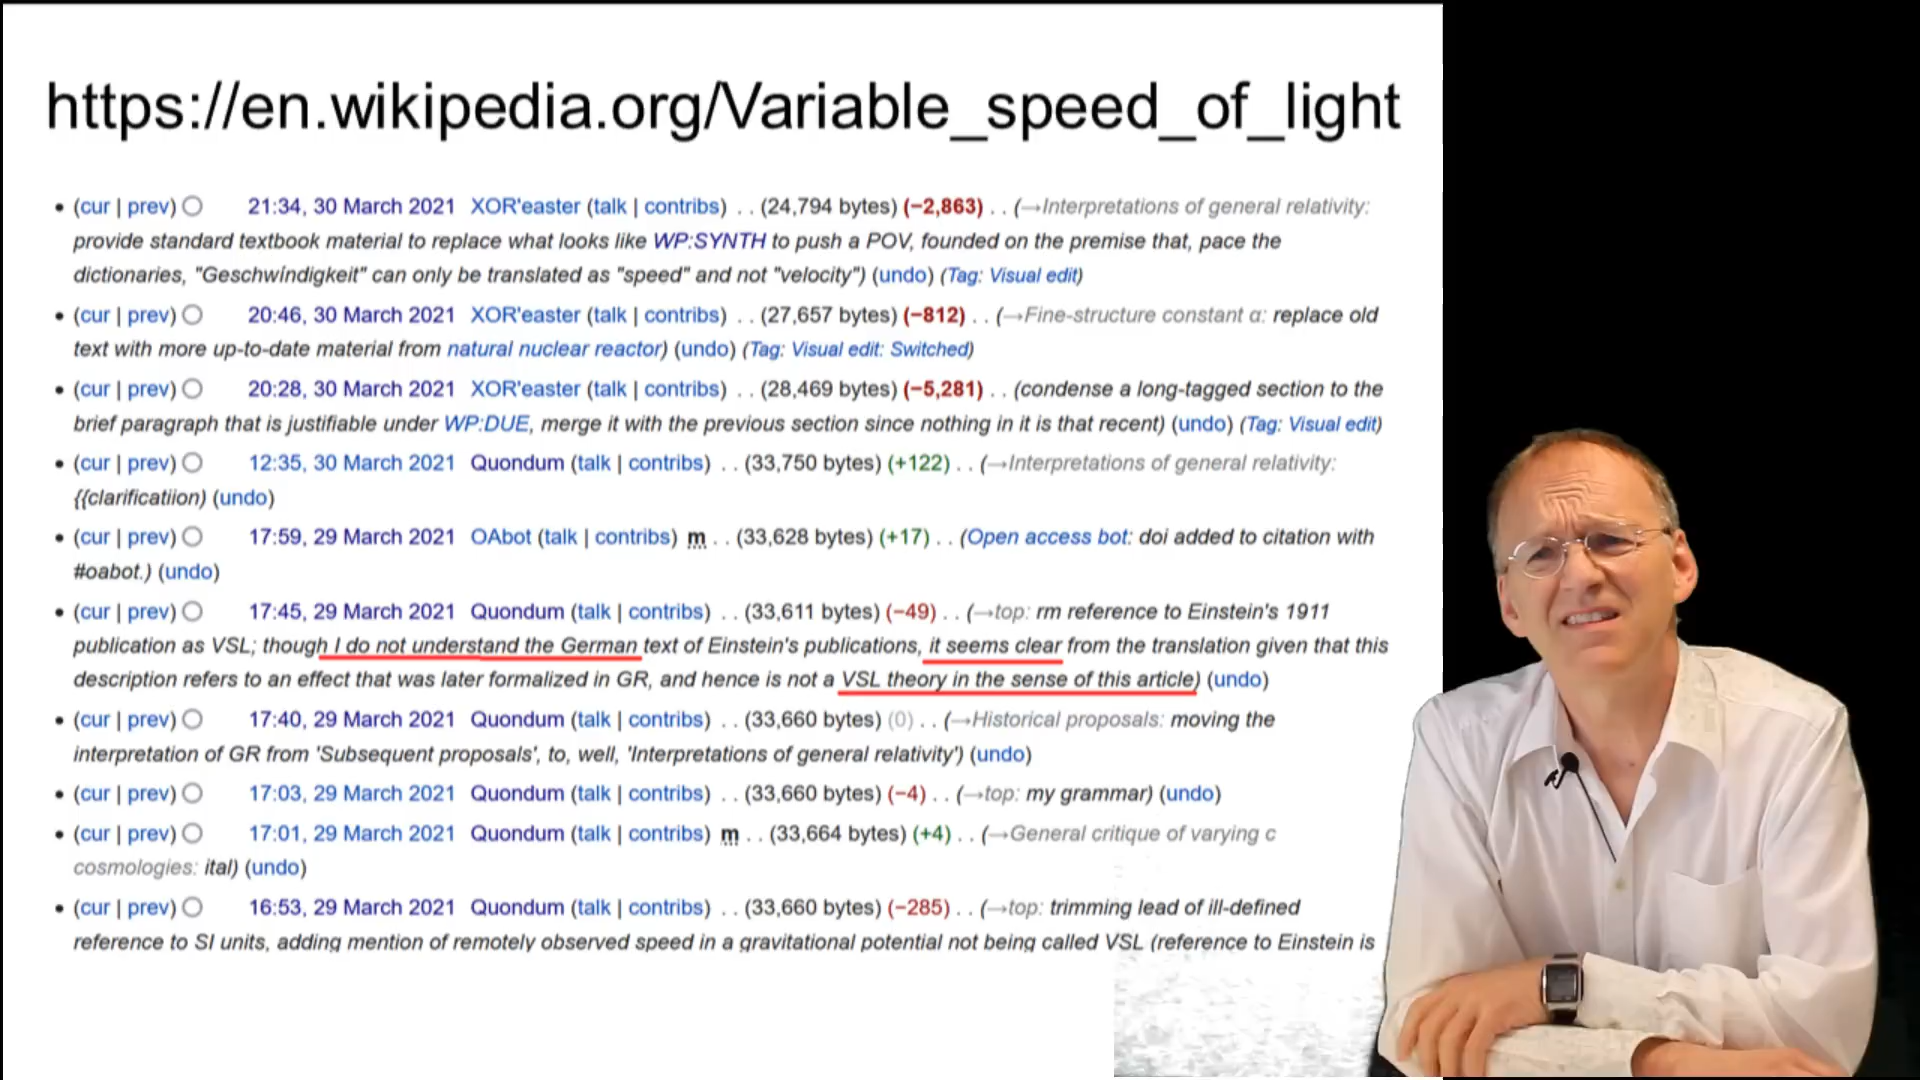 https://en.wikipedia.org/Variable_speed_of_light
• (cur | prev) 21:34, 30 March 2021 XOR'easter (talk | contribs) . . (24,794 bytes) (−2,863) . . (→Interpretations of general relativity:
provide standard textbook material to replace what looks like WP:SYNTH to push a POV, founded on the premise that, pace the
dictionaries, "Geschwindigkeit" can only be translated as "speed" and not "velocity") (undo) (Tag: Visual edit)
• (cur | prev) 20:46, 30 March 2021 XOR'easter (talk | contribs) . . (27,657 bytes) (−812) . . (→Fine-structure constant α: replace old
text with more up-to-date material from natural nuclear reactor) (undo) (Tag: Visual edit: Switched)
• (cur | prev) 20:28, 30 March 2021 XOR'easter (talk | contribs) . . (28,469 bytes) (−5,281) . . (condense a long-tagged section to the
brief paragraph that is justifiable under WP:DUE, merge it with the previous section since nothing in it is that recent) (undo) (Tag: Visual edit)
• (cur | prev) 12:35, 30 March 2021 Quondum (talk | contribs) . . (33,750 bytes) (+122) . . (→Interpretations of general relativity:
{{clarificatiion) (undo)
• (cur | prev) 17:59, 29 March 2021 OAbot (talk | contribs) m . . (33,628 bytes) (+17) . . (Open access bot: doi added to citation with
#oabot.) (undo)
• (cur | prev) 17:45, 29 March 2021 Quondum (talk | contribs) . . (33,611 bytes) (−49) . . (→top: rm reference to Einstein's 1911
publication as VSL; though I do not understand the German text of Einstein's publications, it seems clear from the translation given that this
description refers to an effect that was later formalized in GR, and hence is not a VSL theory in the sense of this article) (undo)
• (cur | prev) 17:40, 29 March 2021 Quondum (talk | contribs) . . (33,660 bytes) (0) . . (→Historical proposals: moving the
interpretation of GR from 'Subsequent proposals', to, well, 'Interpretations of general relativity') (undo)
• (cur | prev) 17:03, 29 March 2021 Quondum (talk | contribs) . . (33,660 bytes) (−4) . . (→top: my grammar) (undo)
• (cur | prev) 17:01, 29 March 2021 Quondum (talk | contribs) m . . (33,664 bytes) (+4) . . (→General critique of varying c
cosmologies: ital) (undo)
• (cur | prev) 16:53, 29 March 2021 Quondum (talk | contribs) . . (33,660 bytes) (−285) . . (→top: trimming lead of ill-defined
reference to SI units, adding mention of remotely observed speed in a gravitational potential not being called VSL (reference to Einstein is